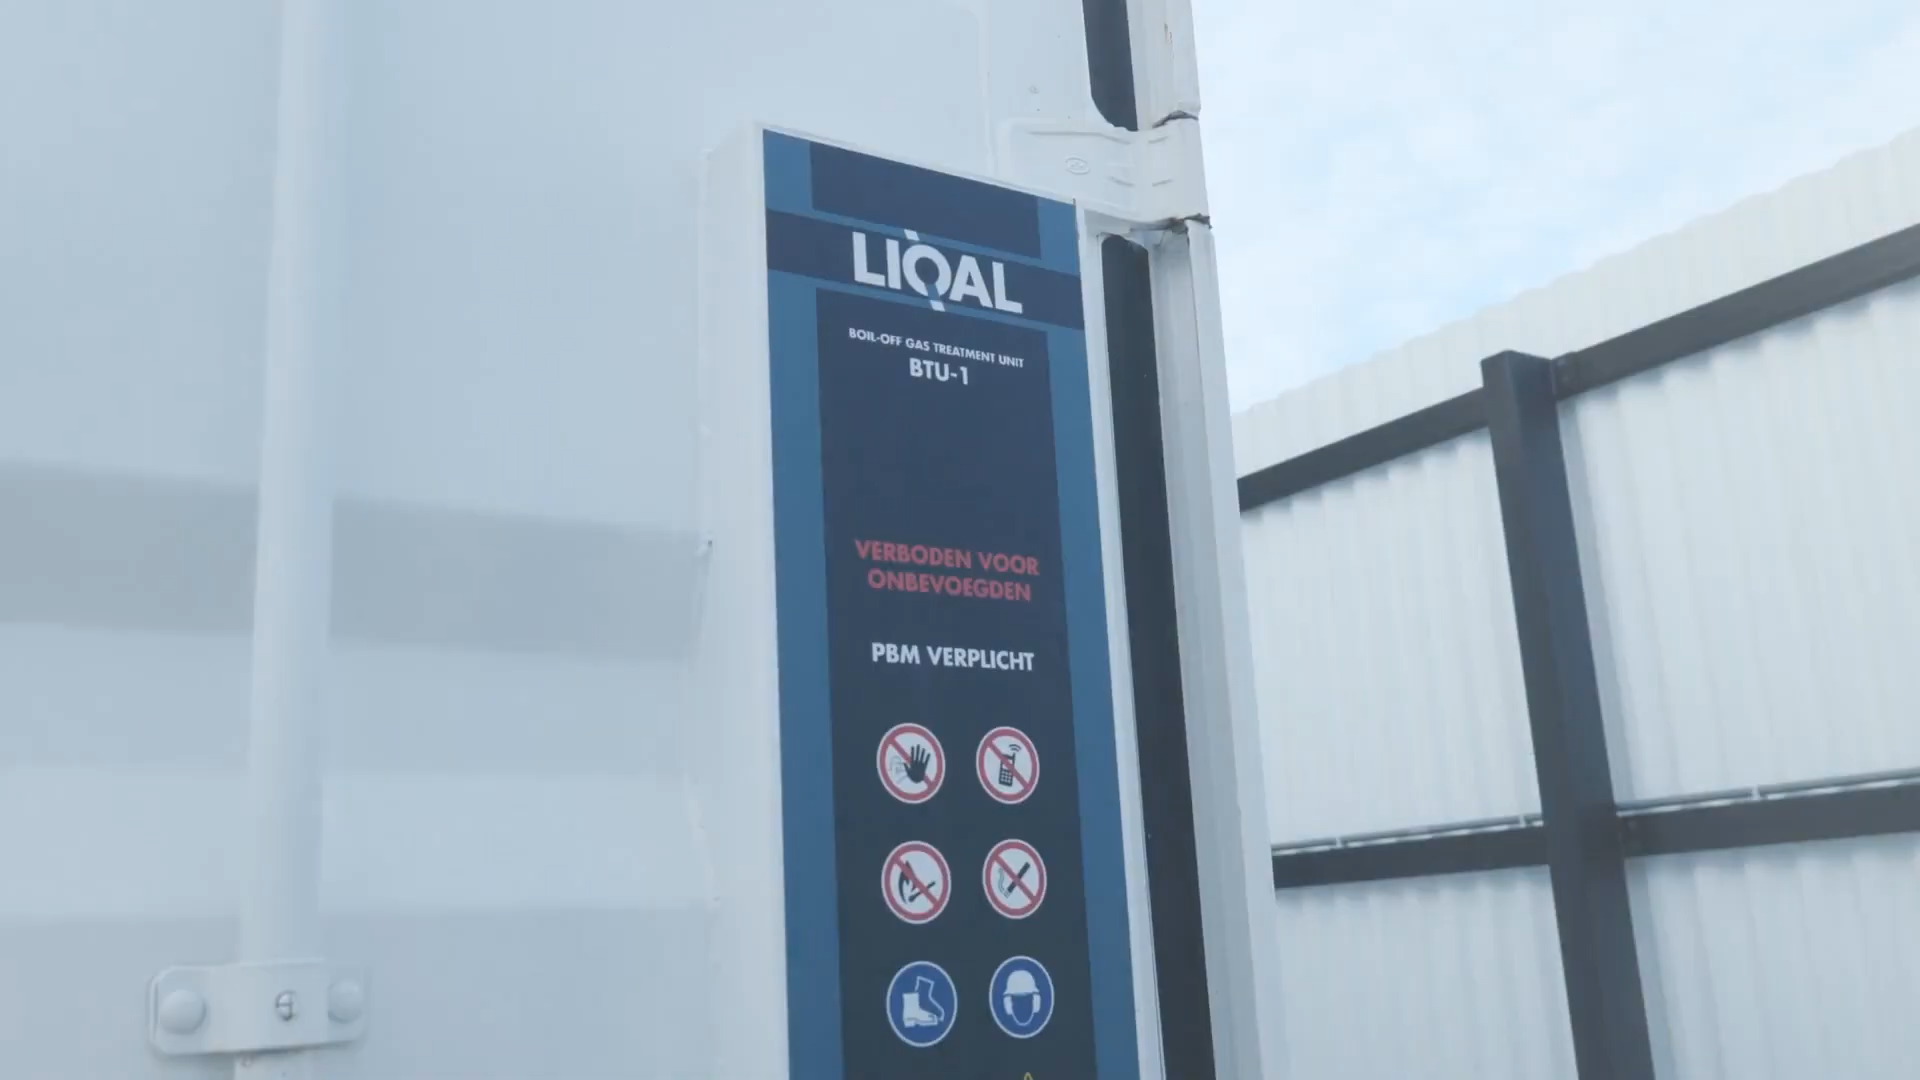 LIQAL
BOIL-OFF GAS TREATMENT UNIT
BTU-1
VERBODEN VOOR
ONBEVOEGDEN
PBM VERPLICHT